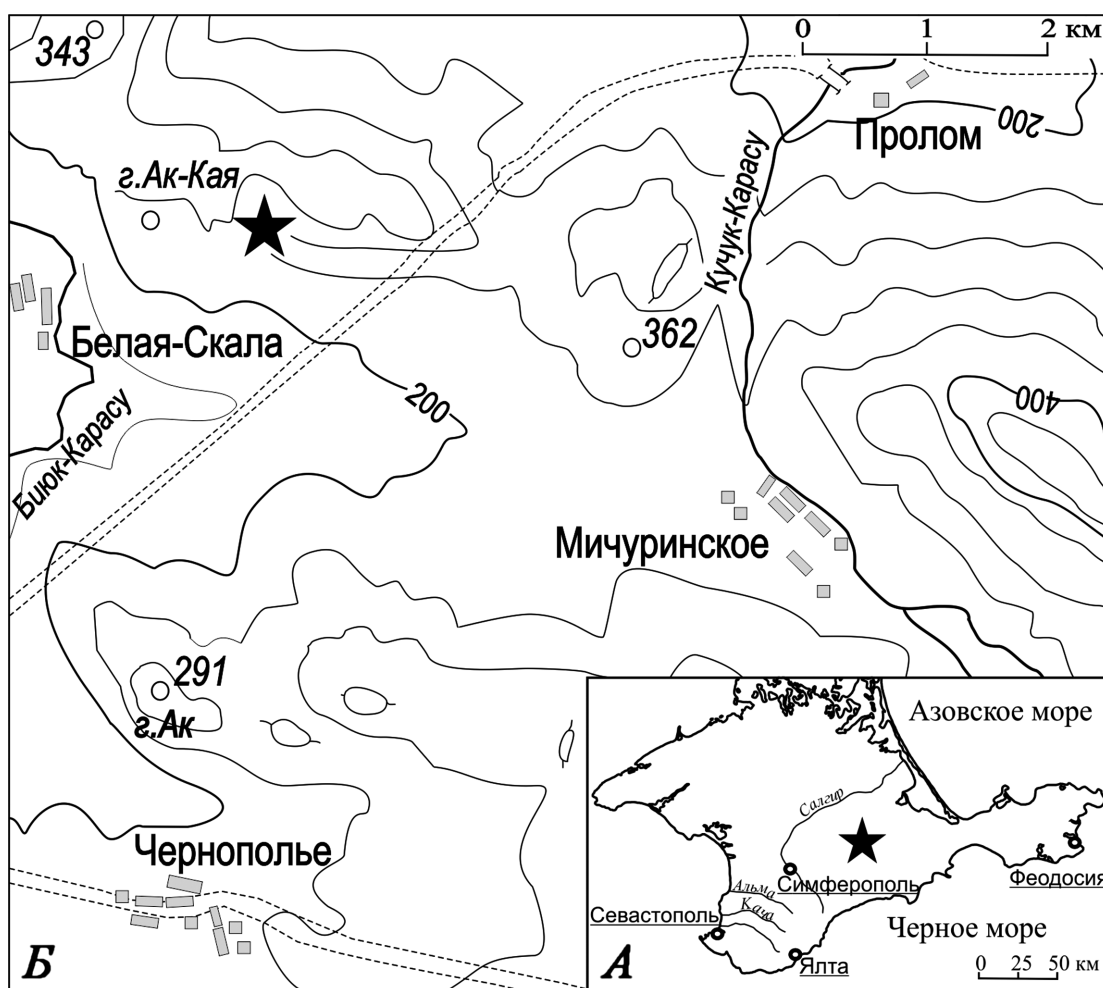 0 1 2 км
343
Пролом
200
г.Ак-Кая
Кучук-Карасу
362
Белая-Скала
200
400
Биюк-Карасу
Мичуринское
291
г.Ак
Чернополье
Б
Азовское море
Салгир
Симферополь
Феодосия
Альма
Кача
Севастополь
Черное море
Ялта
А
0 25 50 км